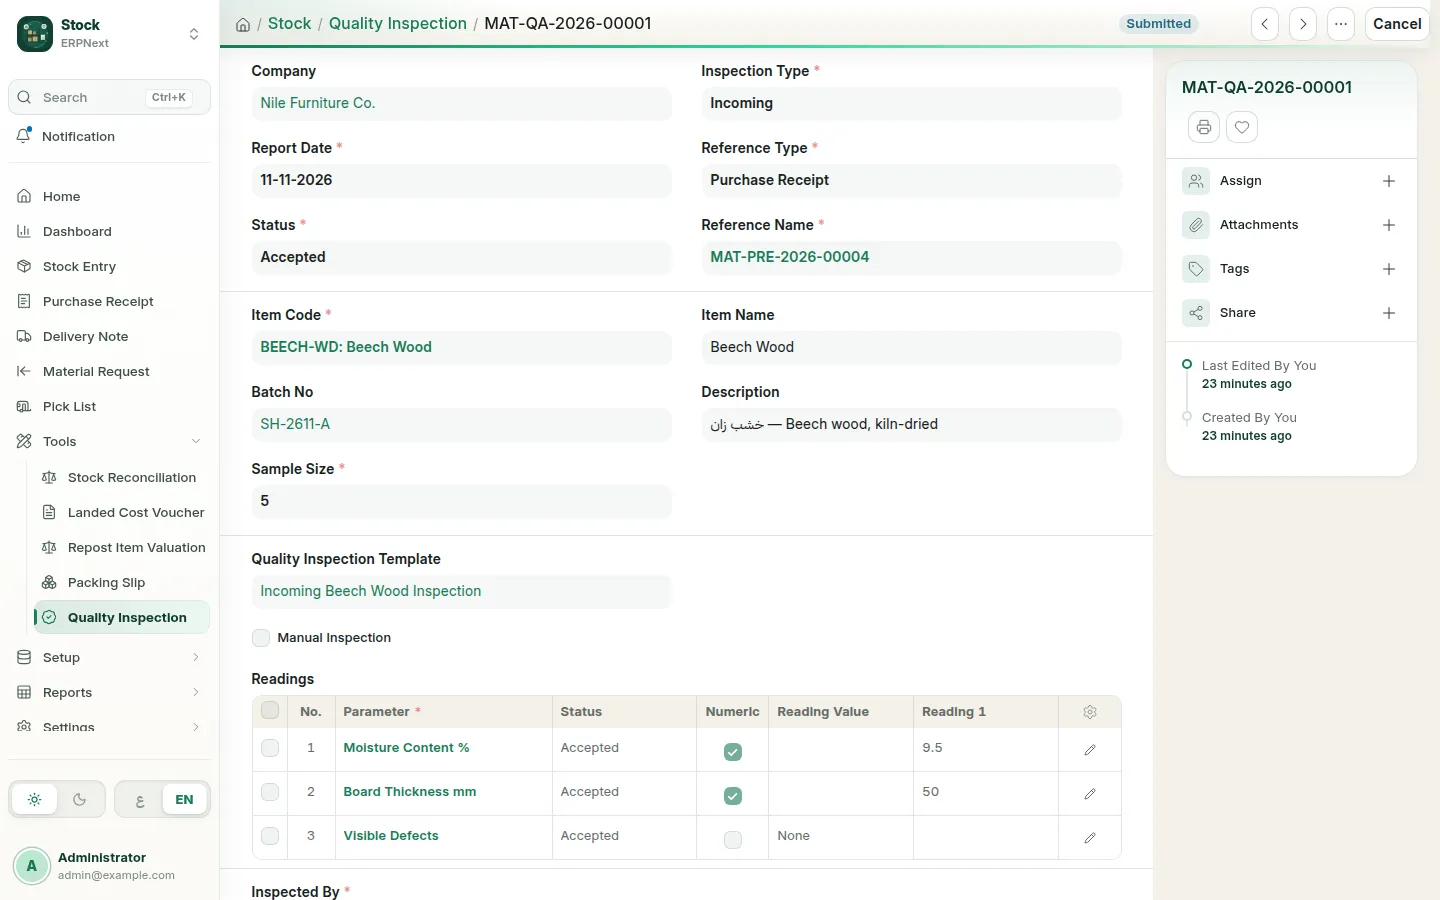 Stock
ERPNext
Search
Ctrl+K
Notification
Home
Dashboard
Stock Entry
Purchase Receipt
Delivery Note
Material Request
Pick List
Tools
Stock Reconciliation
Landed Cost Voucher
Repost Item Valuation
Packing Slip
Quality Inspection
Setup
Reports
Settings
ع
EN
A
Administrator
admin@example.com
/ Stock / Quality Inspection / MAT-QA-2026-00001
Submitted
Cancel
Company
Nile Furniture Co.
Inspection Type *
Incoming
Report Date *
11-11-2026
Reference Type *
Purchase Receipt
Status *
Accepted
Reference Name *
MAT-PRE-2026-00004
Item Code *
BEECH-WD: Beech Wood
Item Name
Beech Wood
Batch No
SH-2611-A
Description
خشب زان — Beech wood, kiln-dried
Sample Size *
5
Quality Inspection Template
Incoming Beech Wood Inspection
Manual Inspection
Readings
No. Parameter * Status Numeric Reading Value Reading 1
1 Moisture Content % Accepted 9.5
2 Board Thickness mm Accepted 50
3 Visible Defects Accepted None
Inspected By *
MAT-QA-2026-00001
Assign
Attachments
Tags
Share
Last Edited By You
23 minutes ago
Created By You
23 minutes ago